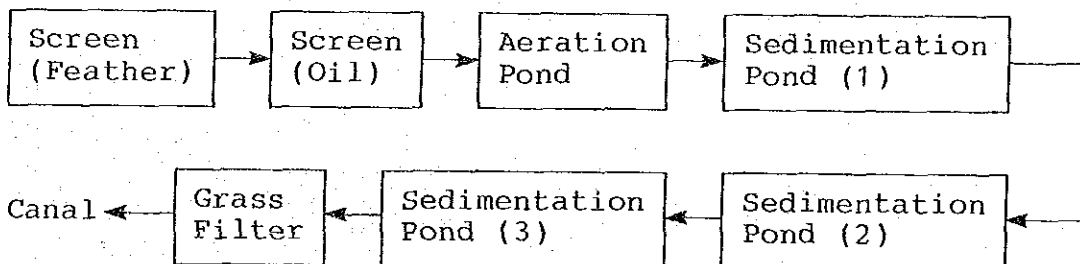 Screen
(Feather)
Screen
(Oil)
Aeration
Pond
Sedimentation
Pond (1)
Sedimentation
Pond (2)
Sedimentation
Pond (3)
Grass
Filter
Canal